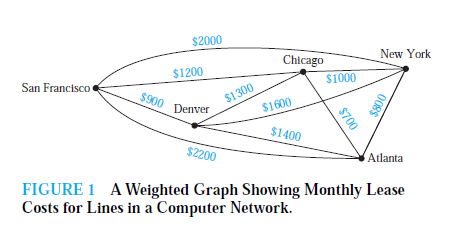 $2000
New York
Chicago
$1200
$1000
San Francisco
$900
$1300
Denver
$1600
$700
$800
$1400
$2200
Atlanta
FIGURE 1 A Weighted Graph Showing Monthly Lease
Costs for Lines in a Computer Network.